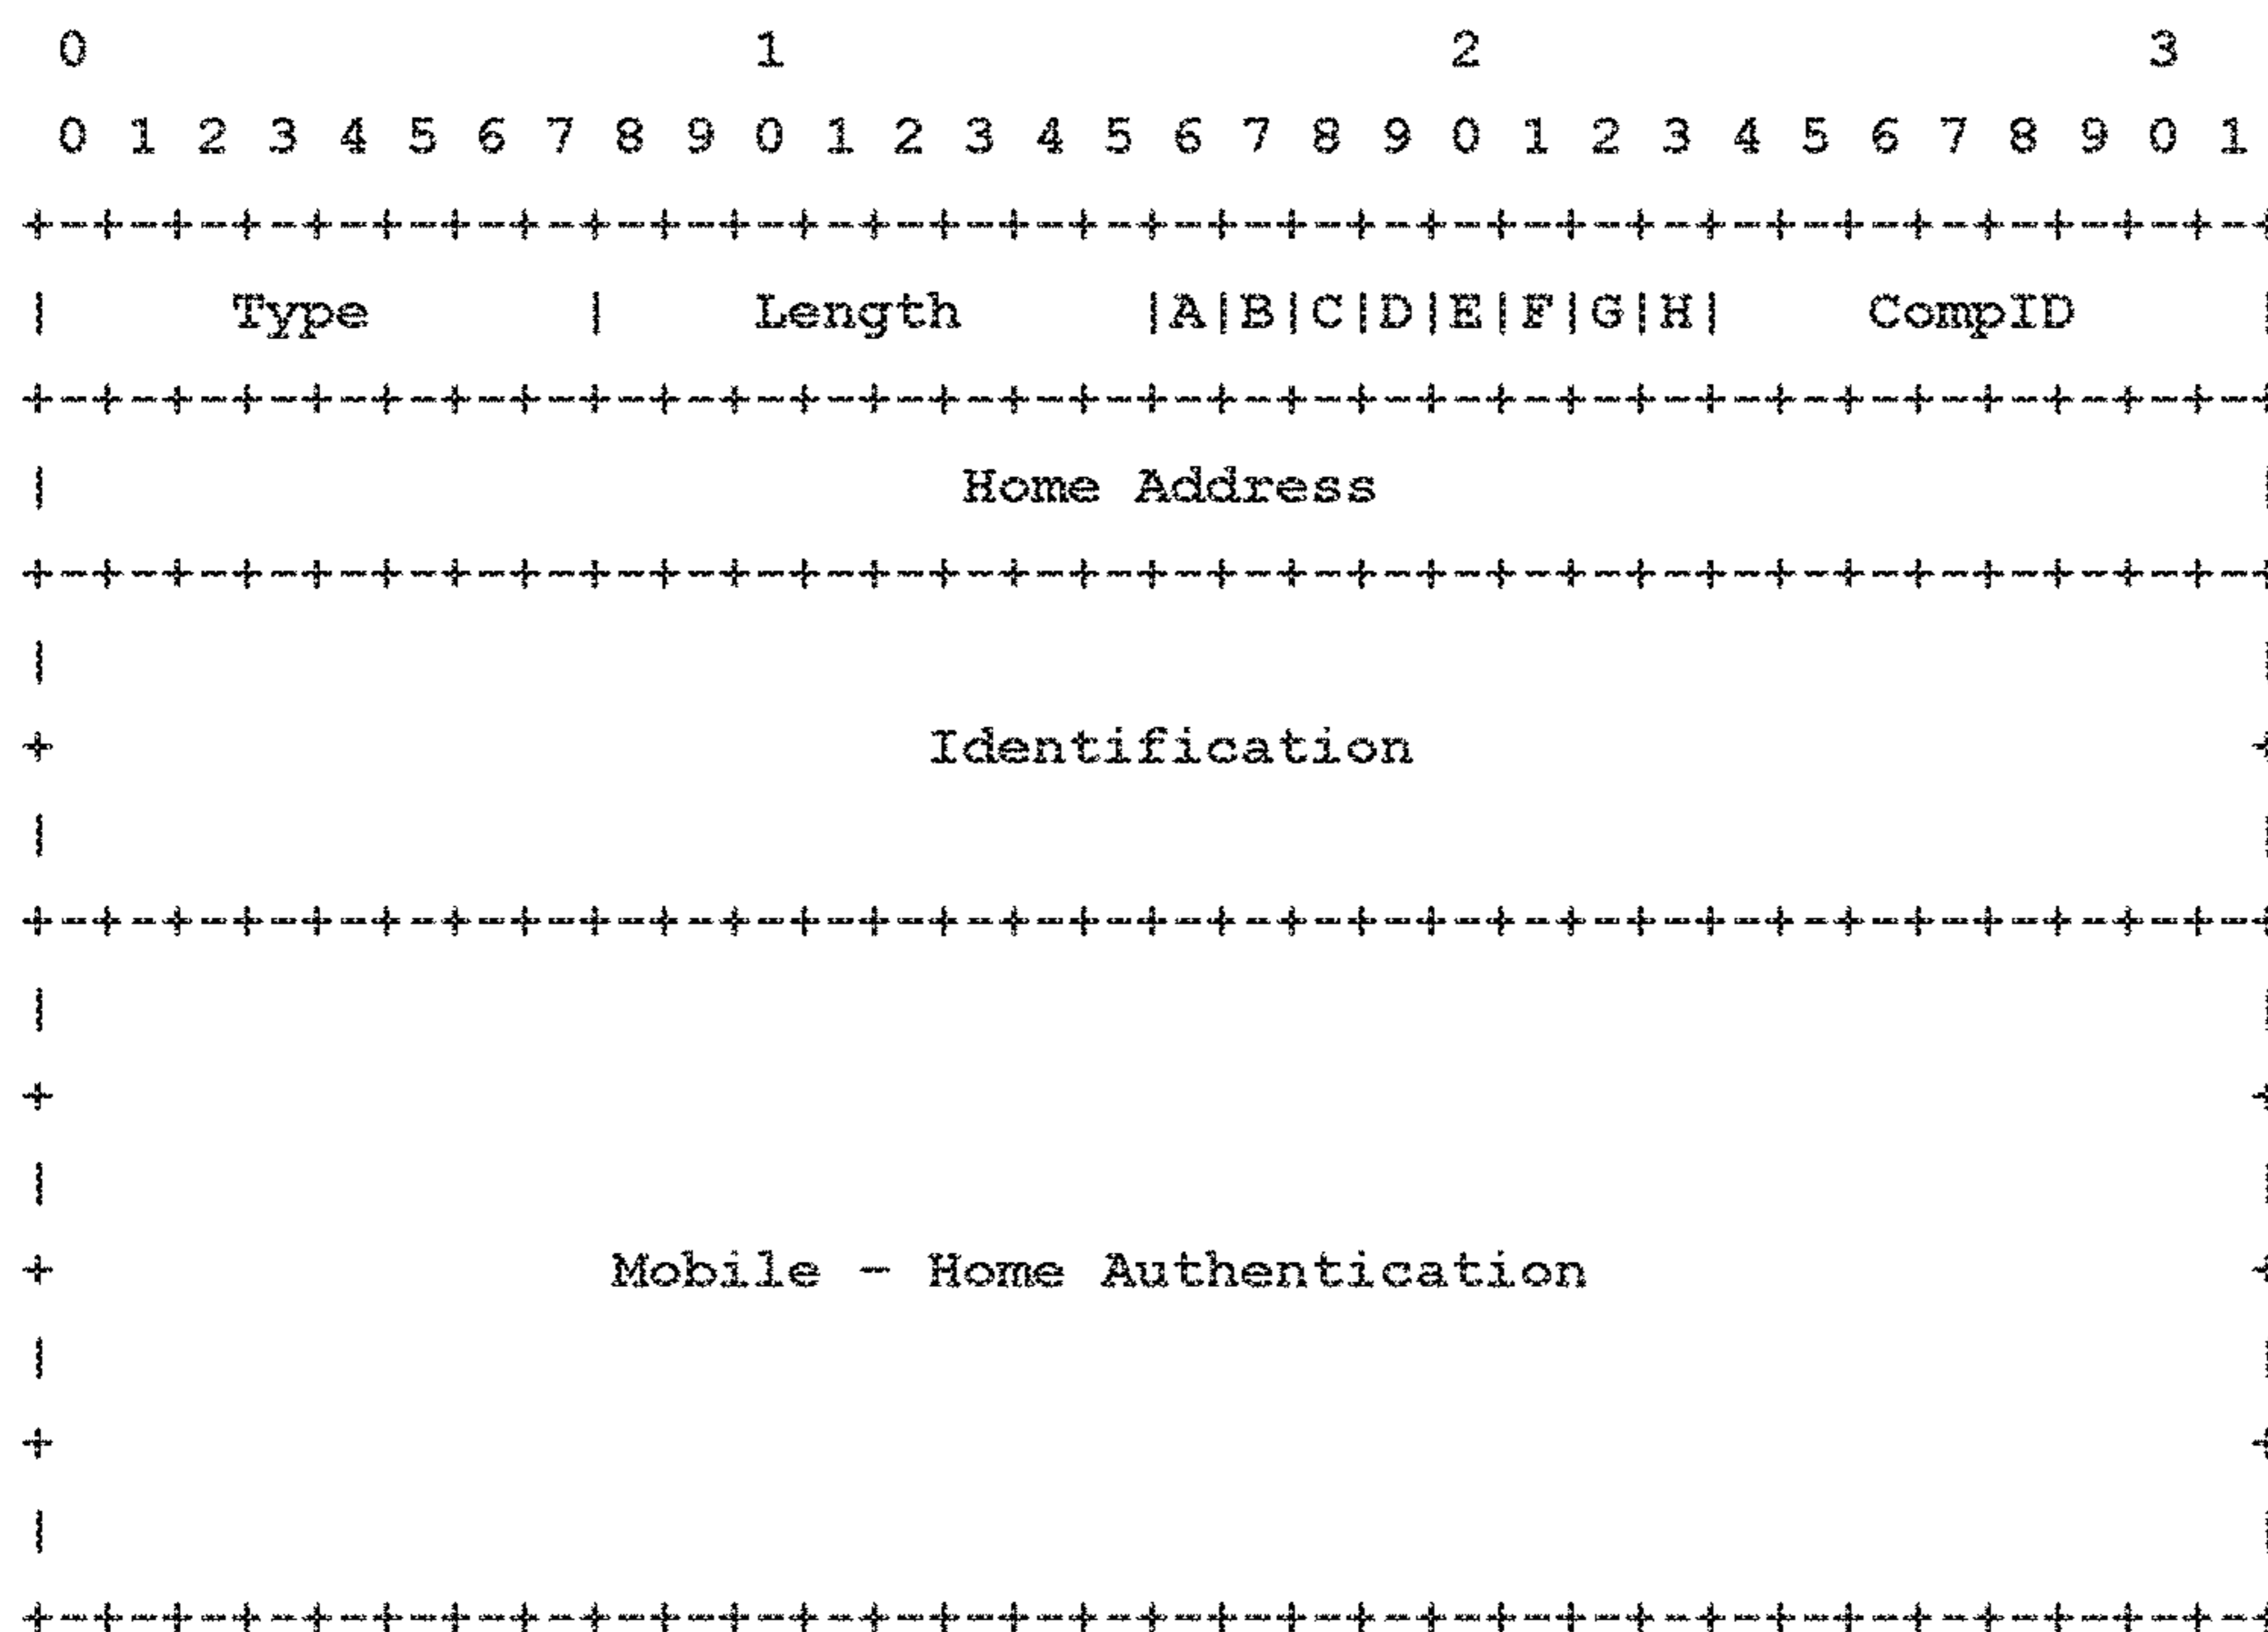 0                   1                   2                   3
 0 1 2 3 4 5 6 7 8 9 0 1 2 3 4 5 6 7 8 9 0 1 2 3 4 5 6 7 8 9 0 1
+-+-+-+-+-+-+-+-+-+-+-+-+-+-+-+-+-+-+-+-+-+-+-+-+-+-+-+-+-+-+-+-+
|     Type      |    Length     |A|B|C|D|E|F|G|H|    CompID     |
+-+-+-+-+-+-+-+-+-+-+-+-+-+-+-+-+-+-+-+-+-+-+-+-+-+-+-+-+-+-+-+-+
|                          Home Address                         |
+-+-+-+-+-+-+-+-+-+-+-+-+-+-+-+-+-+-+-+-+-+-+-+-+-+-+-+-+-+-+-+-+
|                                                               |
+                         Identification                        +
|                                                               |
+-+-+-+-+-+-+-+-+-+-+-+-+-+-+-+-+-+-+-+-+-+-+-+-+-+-+-+-+-+-+-+-+
|                                                               |
+                                                               +
|                                                               |
+                Mobile - Home Authentication                   +
|                                                               |
+                                                               +
|                                                               |
+-+-+-+-+-+-+-+-+-+-+-+-+-+-+-+-+-+-+-+-+-+-+-+-+-+-+-+-+-+-+-+-+